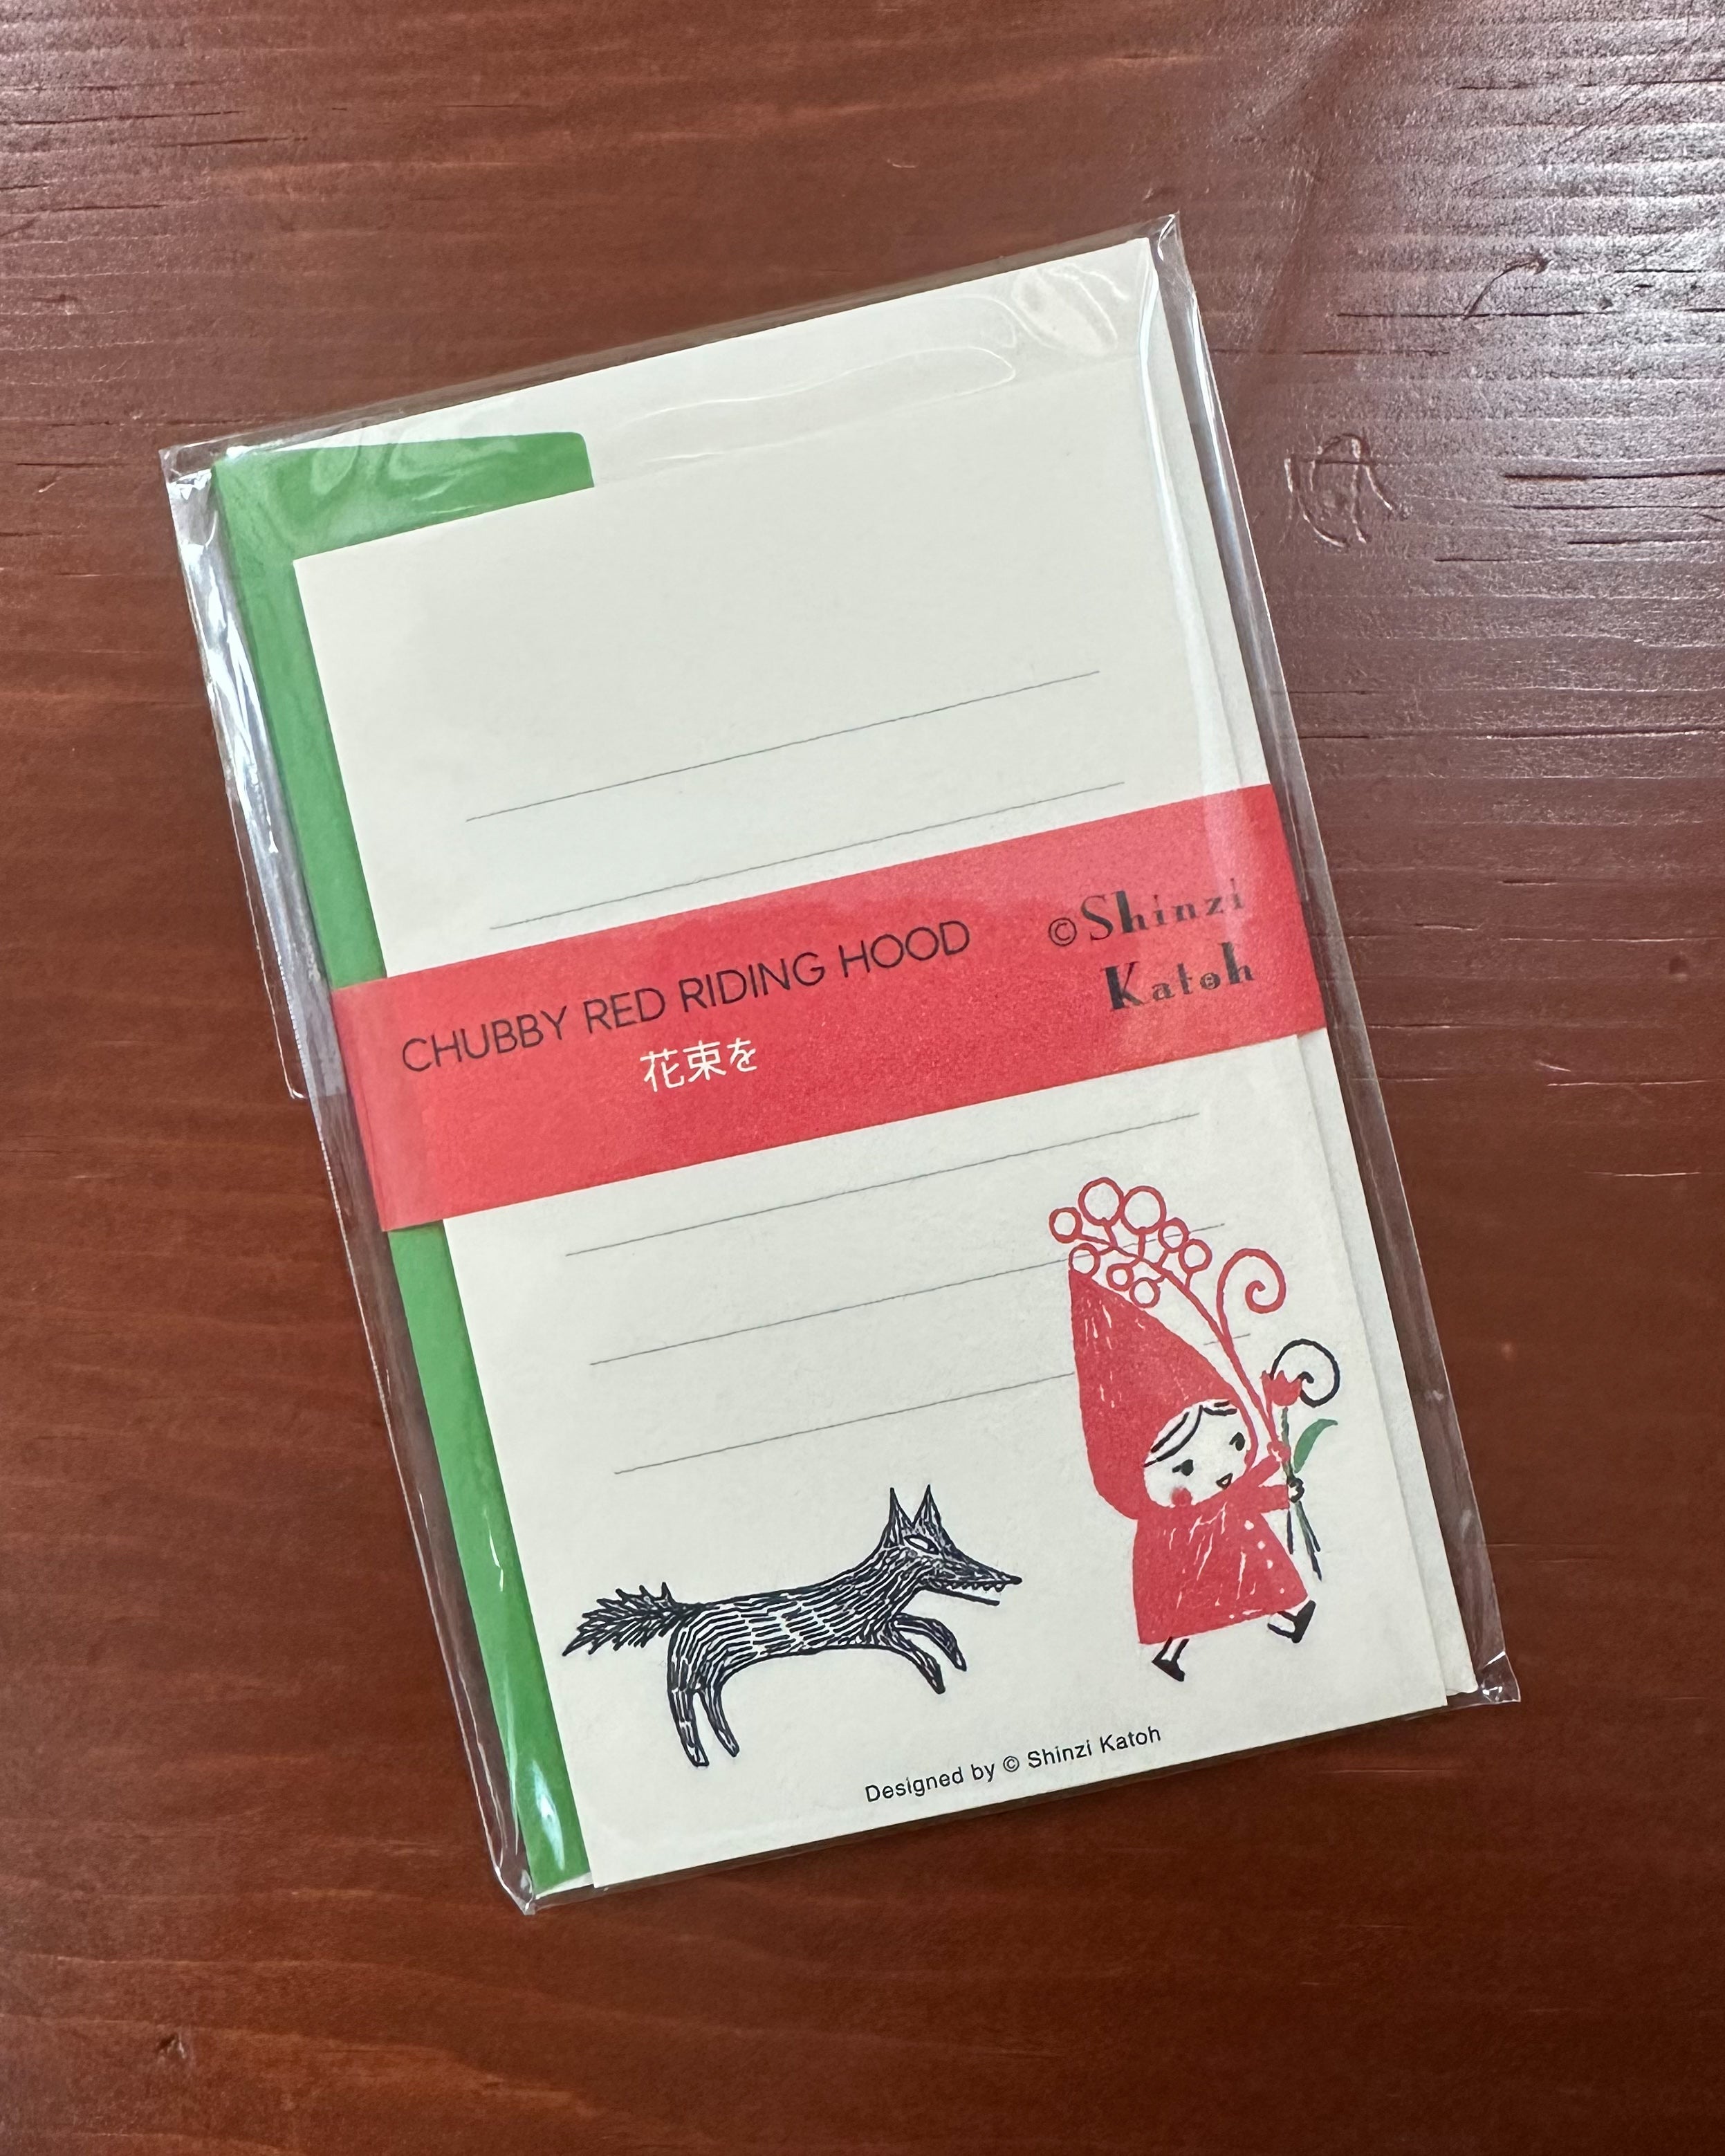 CHUBBY RED RIDING HOOD
花束を
© Shinzi
Katoh
Designed by © Shinzi Katoh